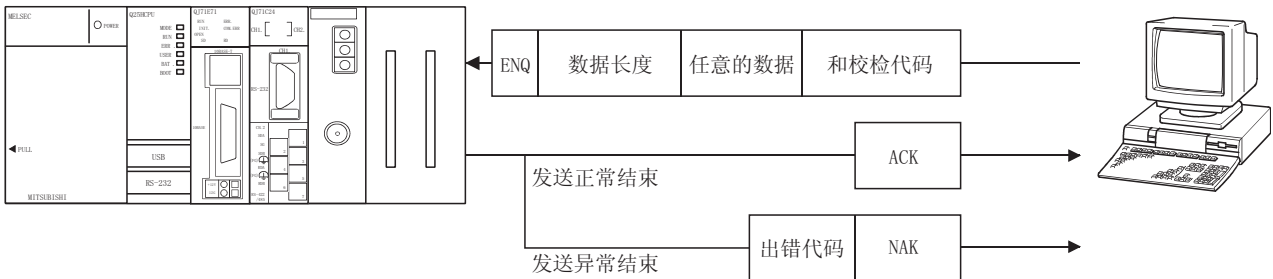 MELSEC
POWER
Q25HCPU
MODE
RUN
ERR
USER
BAT
BOOT
USB
RS-232
PULL
MITSUBISHI
QJ71E71
QJ71C24
CH1
CH2
RS-232
ENQ
数据长度
任意的数据
和校检代码
ACK
发送正常结束
出错代码
NAK
发送异常结束